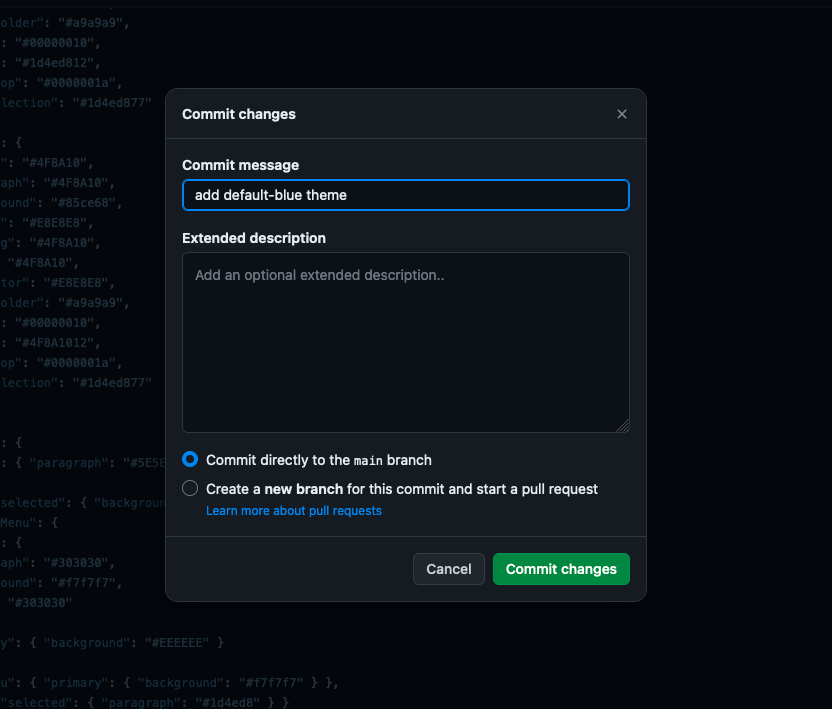 older": "#a9a9a9",
: "#00000010",
: "#1d4ed812",
op": "#0000001a",
lection": "#1d4ed877"
: {
": "#4F8A10",
aph": "#4F8A10",
ound": "#85ce68",
": "#E8E8E8",
g": "#4F8A10",
"#4F8A10",
tor": "#E8E8E8",
older": "#a9a9a9",
: "#00000010",
: "#4F8A1012",
op": "#0000001a",
lection": "#1d4ed877"
: {
: { "paragraph": "#5E5E
selected": { "backgroun
Menu": {
: {
aph": "#303030",
ound": "#f7f7f7",
"#303030"
y": { "background": "#EEEEEE" }
u": { "primary": { "background": "#f7f7f7" } },
"selected": { "paragraph": "#1d4ed8" } }
Commit changes
Commit message
add default-blue theme
Extended description
Add an optional extended description..
Commit directly to the main branch
Create a new branch for this commit and start a pull request
Learn more about pull requests
Cancel
Commit changes